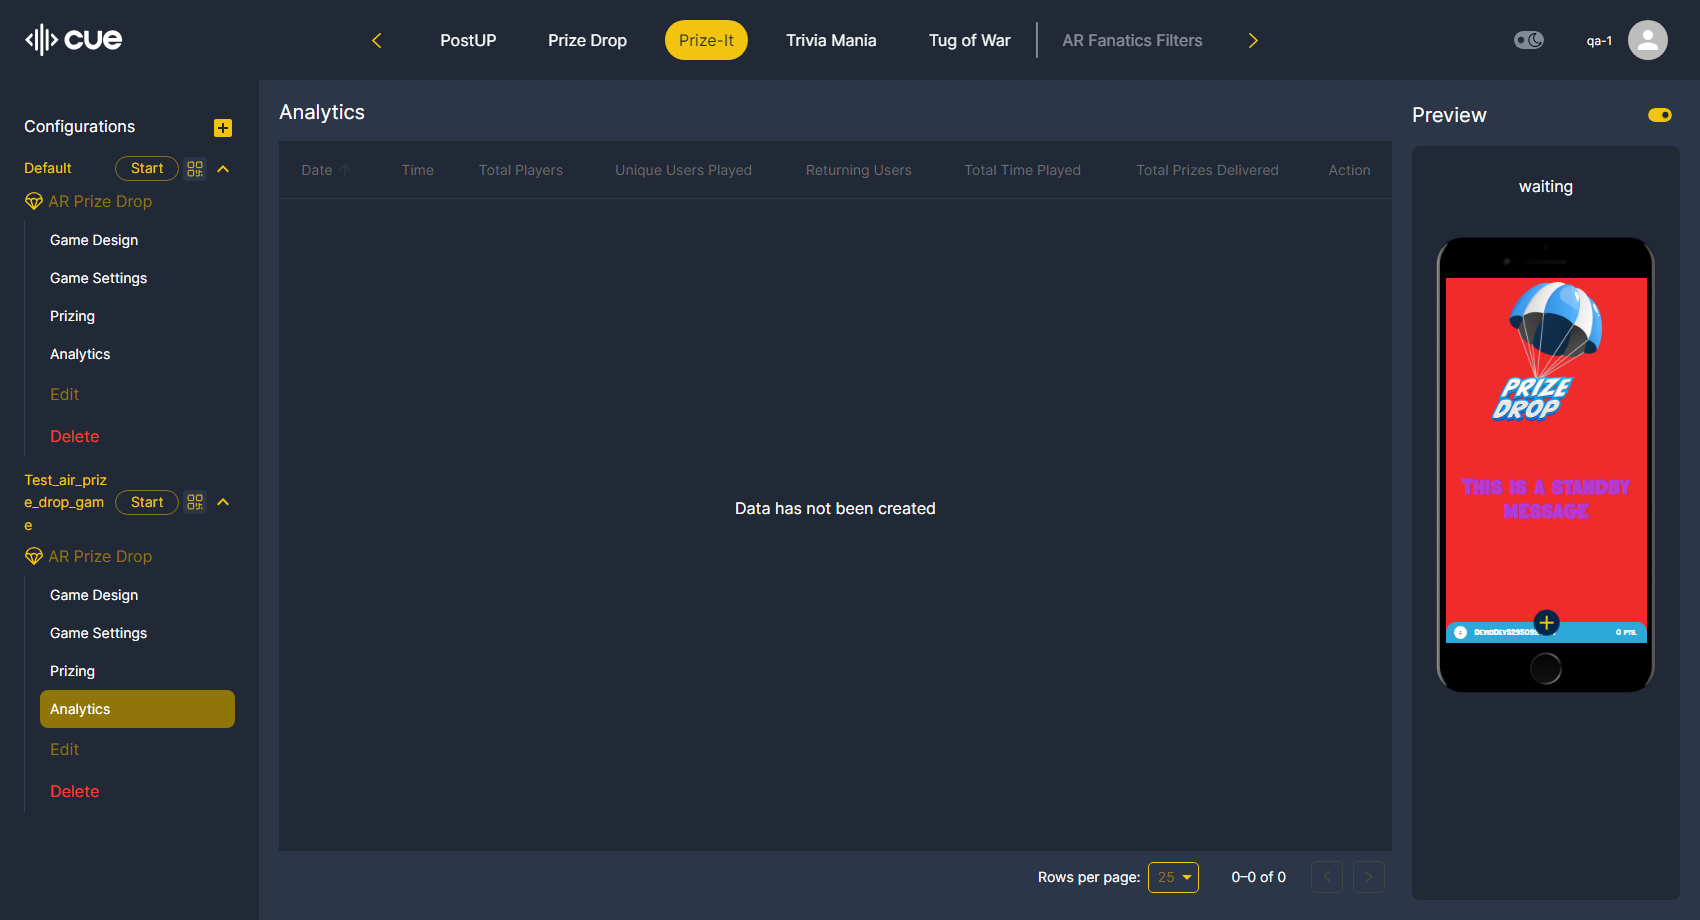 cue
PostUP
Prize Drop
Prize-It
Trivia Mania
Tug of War
AR Fanatics Filters
qa-1
Configurations
Default
Start
AR Prize Drop
Game Design
Game Settings
Prizing
Analytics
Edit
Delete
Test_air_priz
e_drop_gam
e
Start
AR Prize Drop
Game Design
Game Settings
Prizing
Analytics
Edit
Delete
Analytics
Date
Time
Total Players
Unique Users Played
Returning Users
Total Time Played
Total Prizes Delivered
Action
Data has not been created
Rows per page:
25
0–0 of 0
Preview
waiting
PRIZE
DROP
THIS IS A STANDBY
MESSAGE
0 PTS.